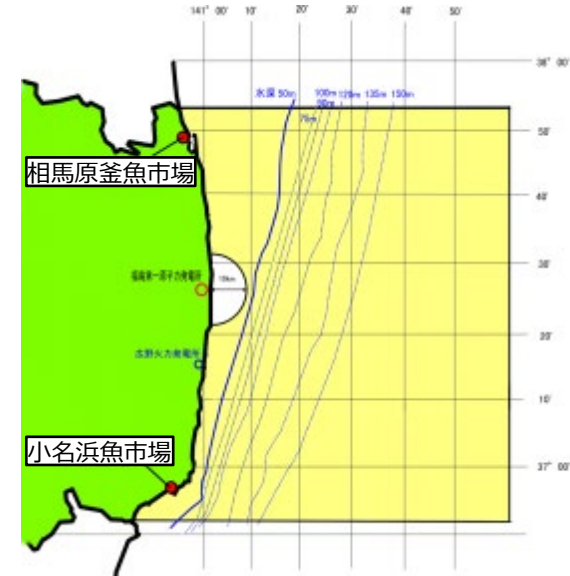 141° 00' 10' 20' 30' 40' 50'
38° 00'
水深 50m 100m 125m 135m 150m
90m
75m
50'
相馬原釜魚市場
40'
30'
福島第一原子力発電所
10km
20'
広野火力発電所
10'
小名浜魚市場
37° 00'